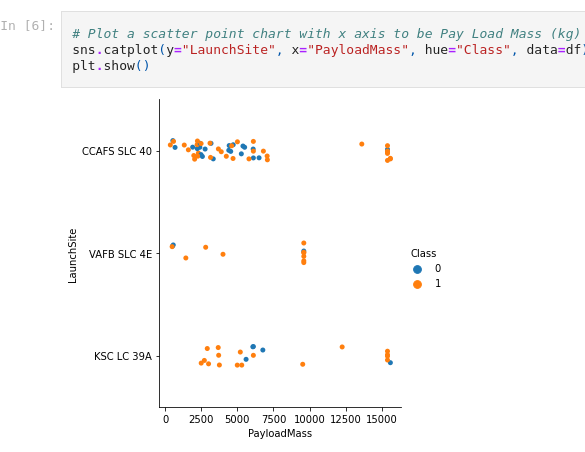 In [6]:
# Plot a scatter point chart with x axis to be Pay Load Mass (kg)
sns.catplot(y="LaunchSite", x="PayloadMass", hue="Class", data=df)
plt.show()
CCAFS SLC 40
VAFB SLC 4E
KSC LC 39A
LaunchSite
Class
0
1
0 2500 5000 7500 10000 12500 15000
PayloadMass